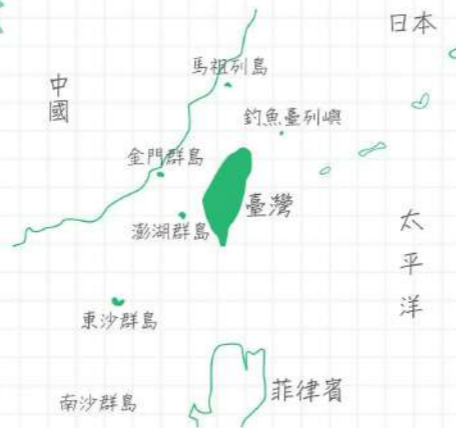 日本
中國
馬祖列島
釣魚臺列嶼
金門群島
臺灣
澎湖群島
太平洋
東沙群島
菲律賓
南沙群島